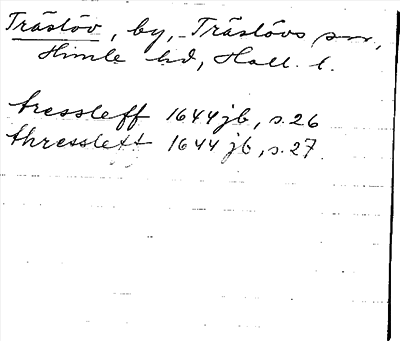 Träslöv, by, Träslövs sn,
Himle hd, Hall. l.
tressleff 1644 jb, s. 26
thresslett 1644 jb, s. 27.